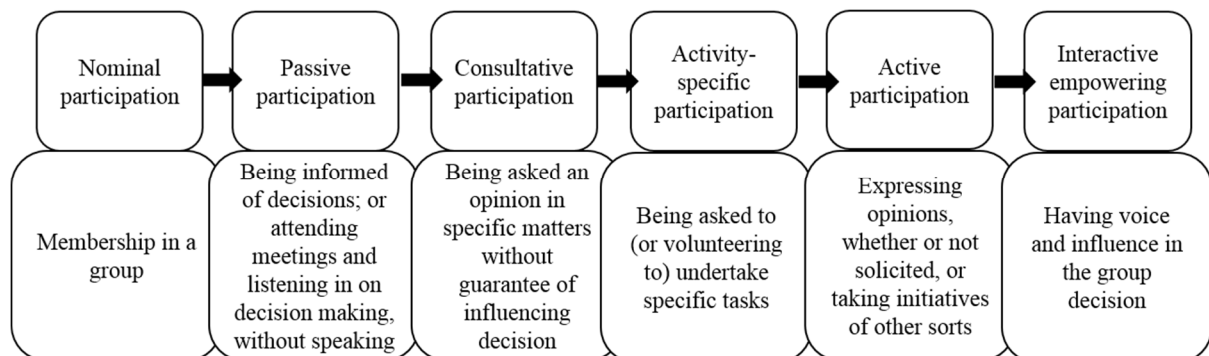 Nominal
participation
Passive
participation
Consultative
participation
Activity-
specific
participation
Active
participation
Interactive
empowering
participation
Membership in a
group
Being informed
of decisions; or
attending
meetings and
listening in on
decision making,
without speaking
Being asked an
opinion in
specific matters
without
guarantee of
influencing
decision
Being asked to
(or volunteering
to) undertake
specific tasks
Expressing
opinions,
whether or not
solicited, or
taking initiatives
of other sorts
Having voice
and influence in
the group
decision